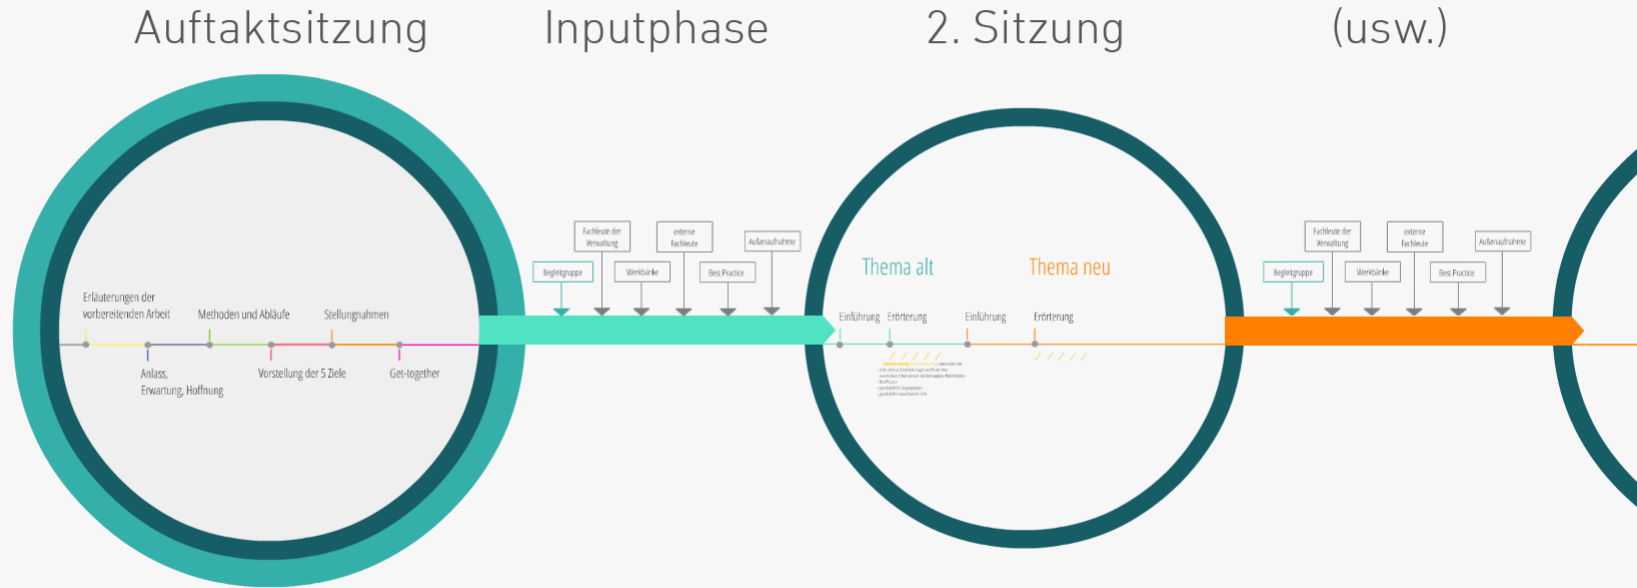 Auftaktsitzung
Inputphase
2. Sitzung
(usw.)
Erläuterungen der
vorbereitenden Arbeit
Methoden und Abläufe
Stellungnahmen
Anlass,
Erwartung, Hoffnung
Vorstellung der 5 Ziele
Get-together
Fachleute der
Verwaltung
externe
Fachleute
Außenaufnahme
Begleitgruppe
Werkbänke
Best Practice
Thema alt
Thema neu
Einführung
Erörterung
Einführung
Erörterung
Fachleute der
Verwaltung
externe
Fachleute
Außenaufnahme
Begleitgruppe
Werkbänke
Best Practice